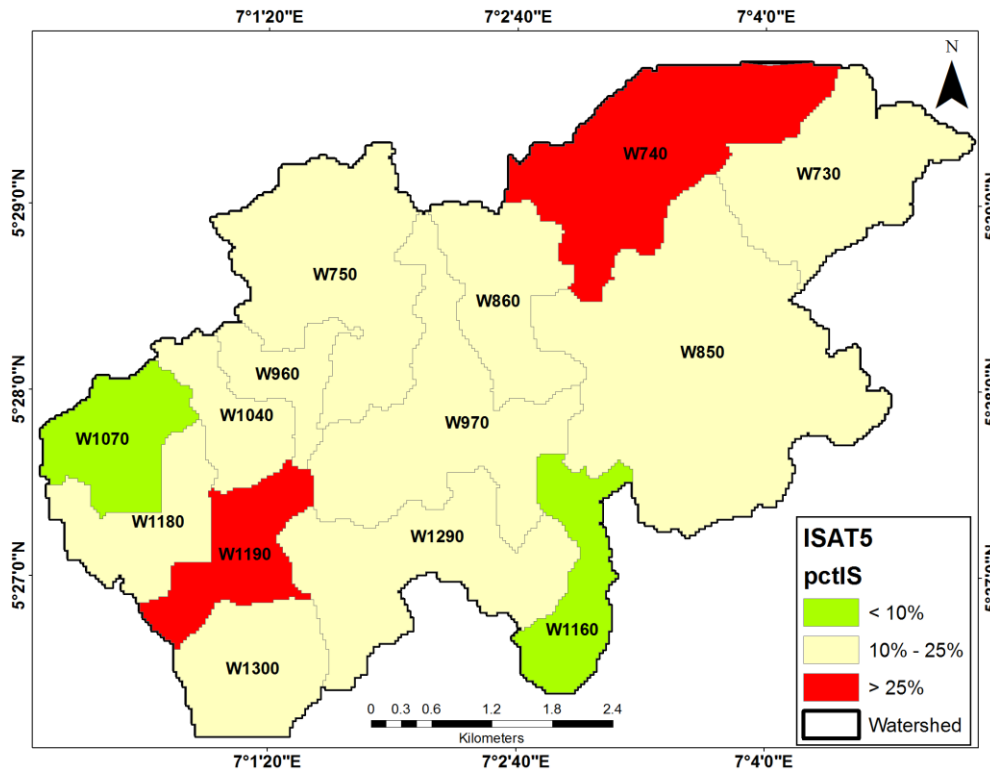 7°1'20"E 7°2'40"E 7°4'0"E
N
W740
W730
5°29'0"N
W750
W860
W850
W960
5°28'0"N
W1040
W970
W1070
W1180
W1290
W1190
5°27'0"N
W1160
W1300
ISAT5
pctIS
< 10%
10% - 25%
> 25%
Watershed
0 0.3 0.6 1.2 1.8 2.4
Kilometers
7°1'20"E 7°2'40"E 7°4'0"E